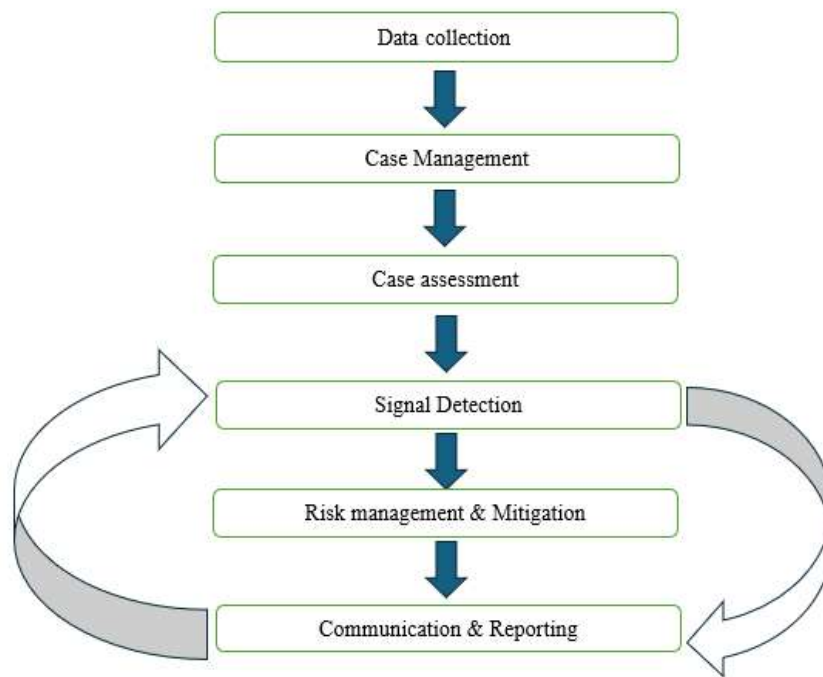 Data collection
Case Management
Case assessment
Signal Detection
Risk management & Mitigation
Communication & Reporting